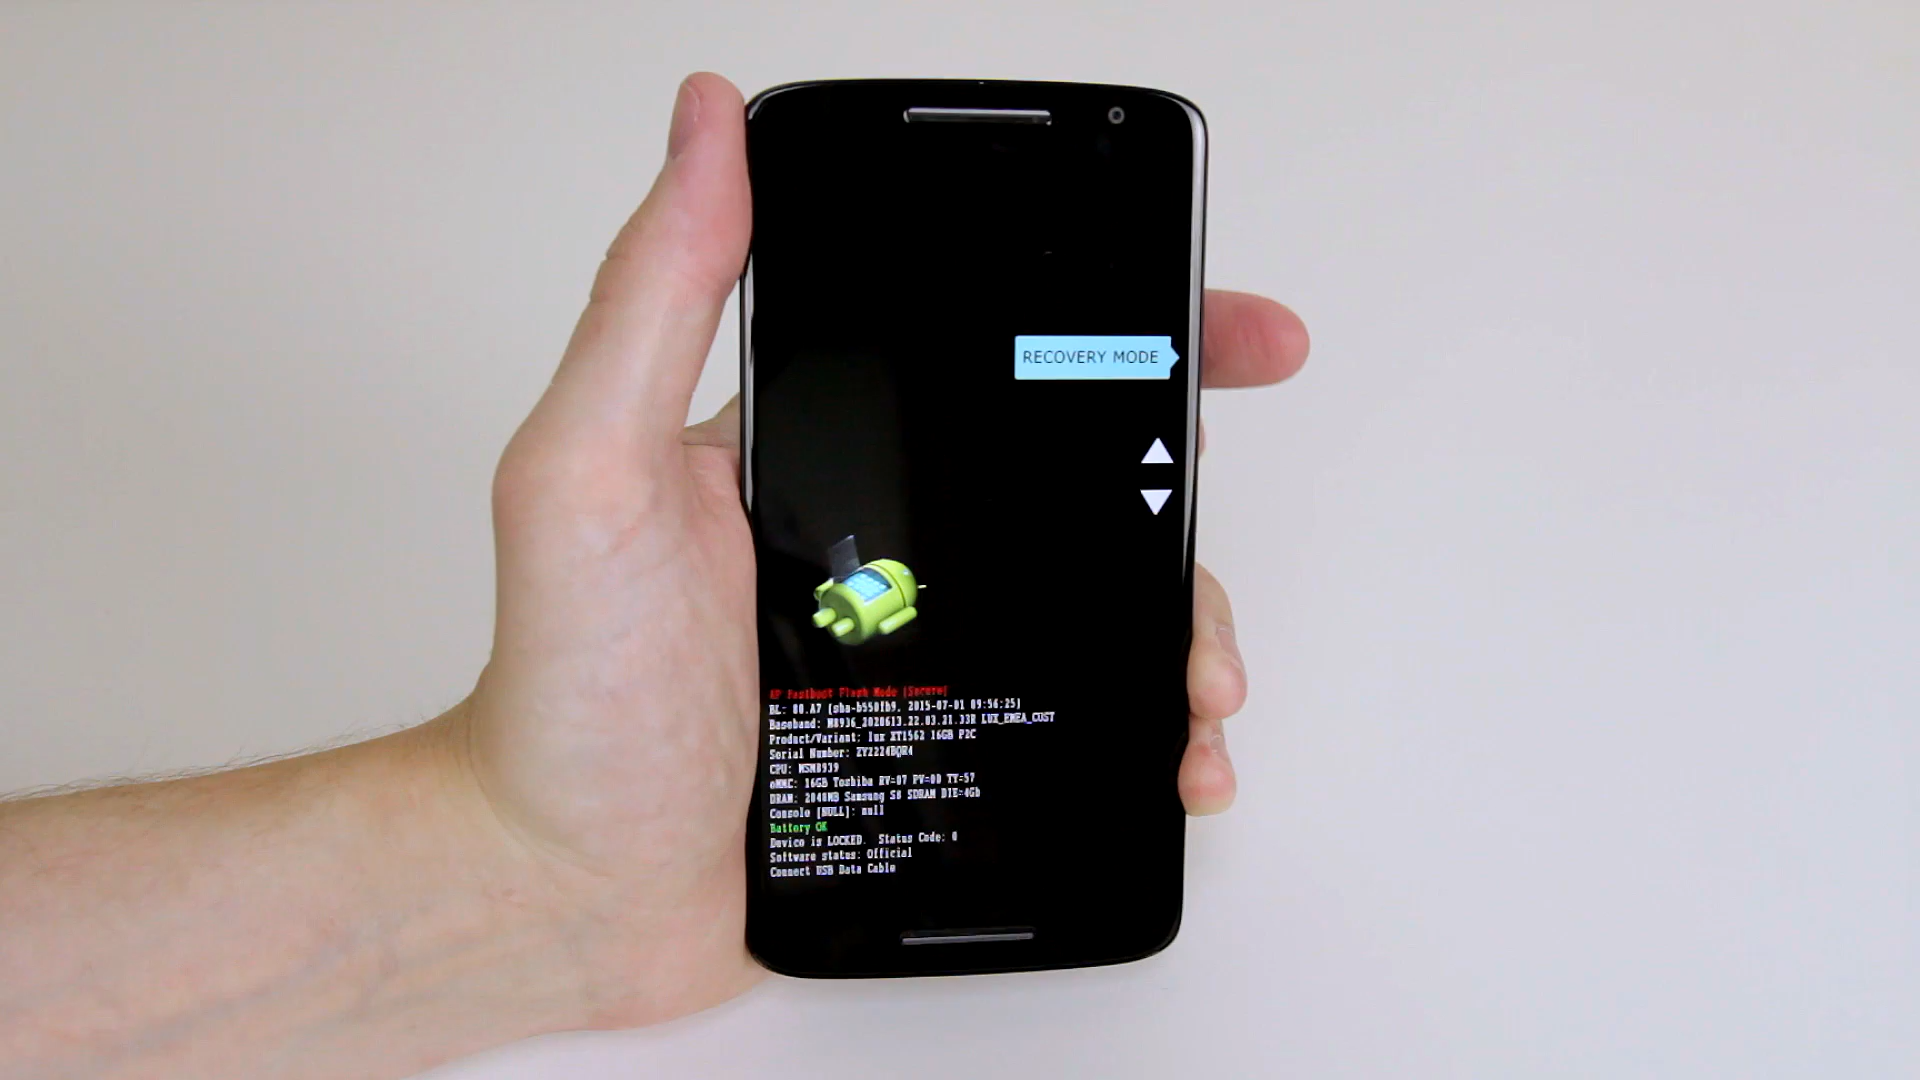 RECOVERY MODE
AP Fastboot Flash Mode (Secure)
BL: 80.A7 (sha-b550fb9, 2015-07-01 09:56:25)
Baseband: M8936_2020613.22.03.21.33R LUX_EMEA_CUST
Product/Variant: lux XT1562 16GB P2C
Serial Number: ZY2224BQR4
CPU: MSM8939
eMMC: 16GB Toshiba RV=07 PV=00 TY=57
DRAM: 2048MB Samsung S8 SDRAM DIE=4Gb
Console [NULL]: null
Battery OK
Device is LOCKED. Status Code: 0
Software status: Official
Connect USB Data Cable